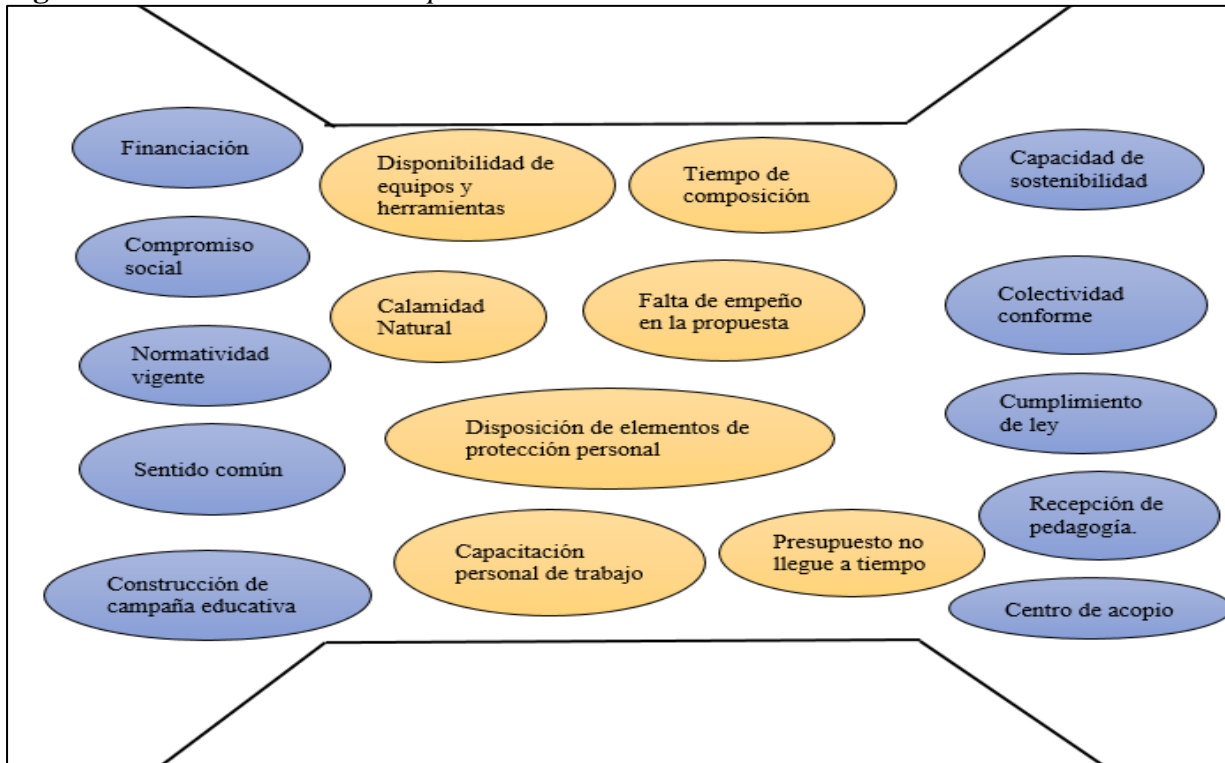 Financiación
Compromiso
social
Normatividad
vigente
Sentido común
Construcción de
campaña educativa
Disponibilidad de
equipos y
herramientas
Tiempo de
composición
Calamidad
Natural
Falta de empeño
en la propuesta
Disposición de elementos de
protección personal
Capacitación
personal de trabajo
Presupuesto no
llegue a tiempo
Capacidad de
sostenibilidad
Colectividad
conforme
Cumplimiento
de ley
Recepción de
pedagogía.
Centro de acopio